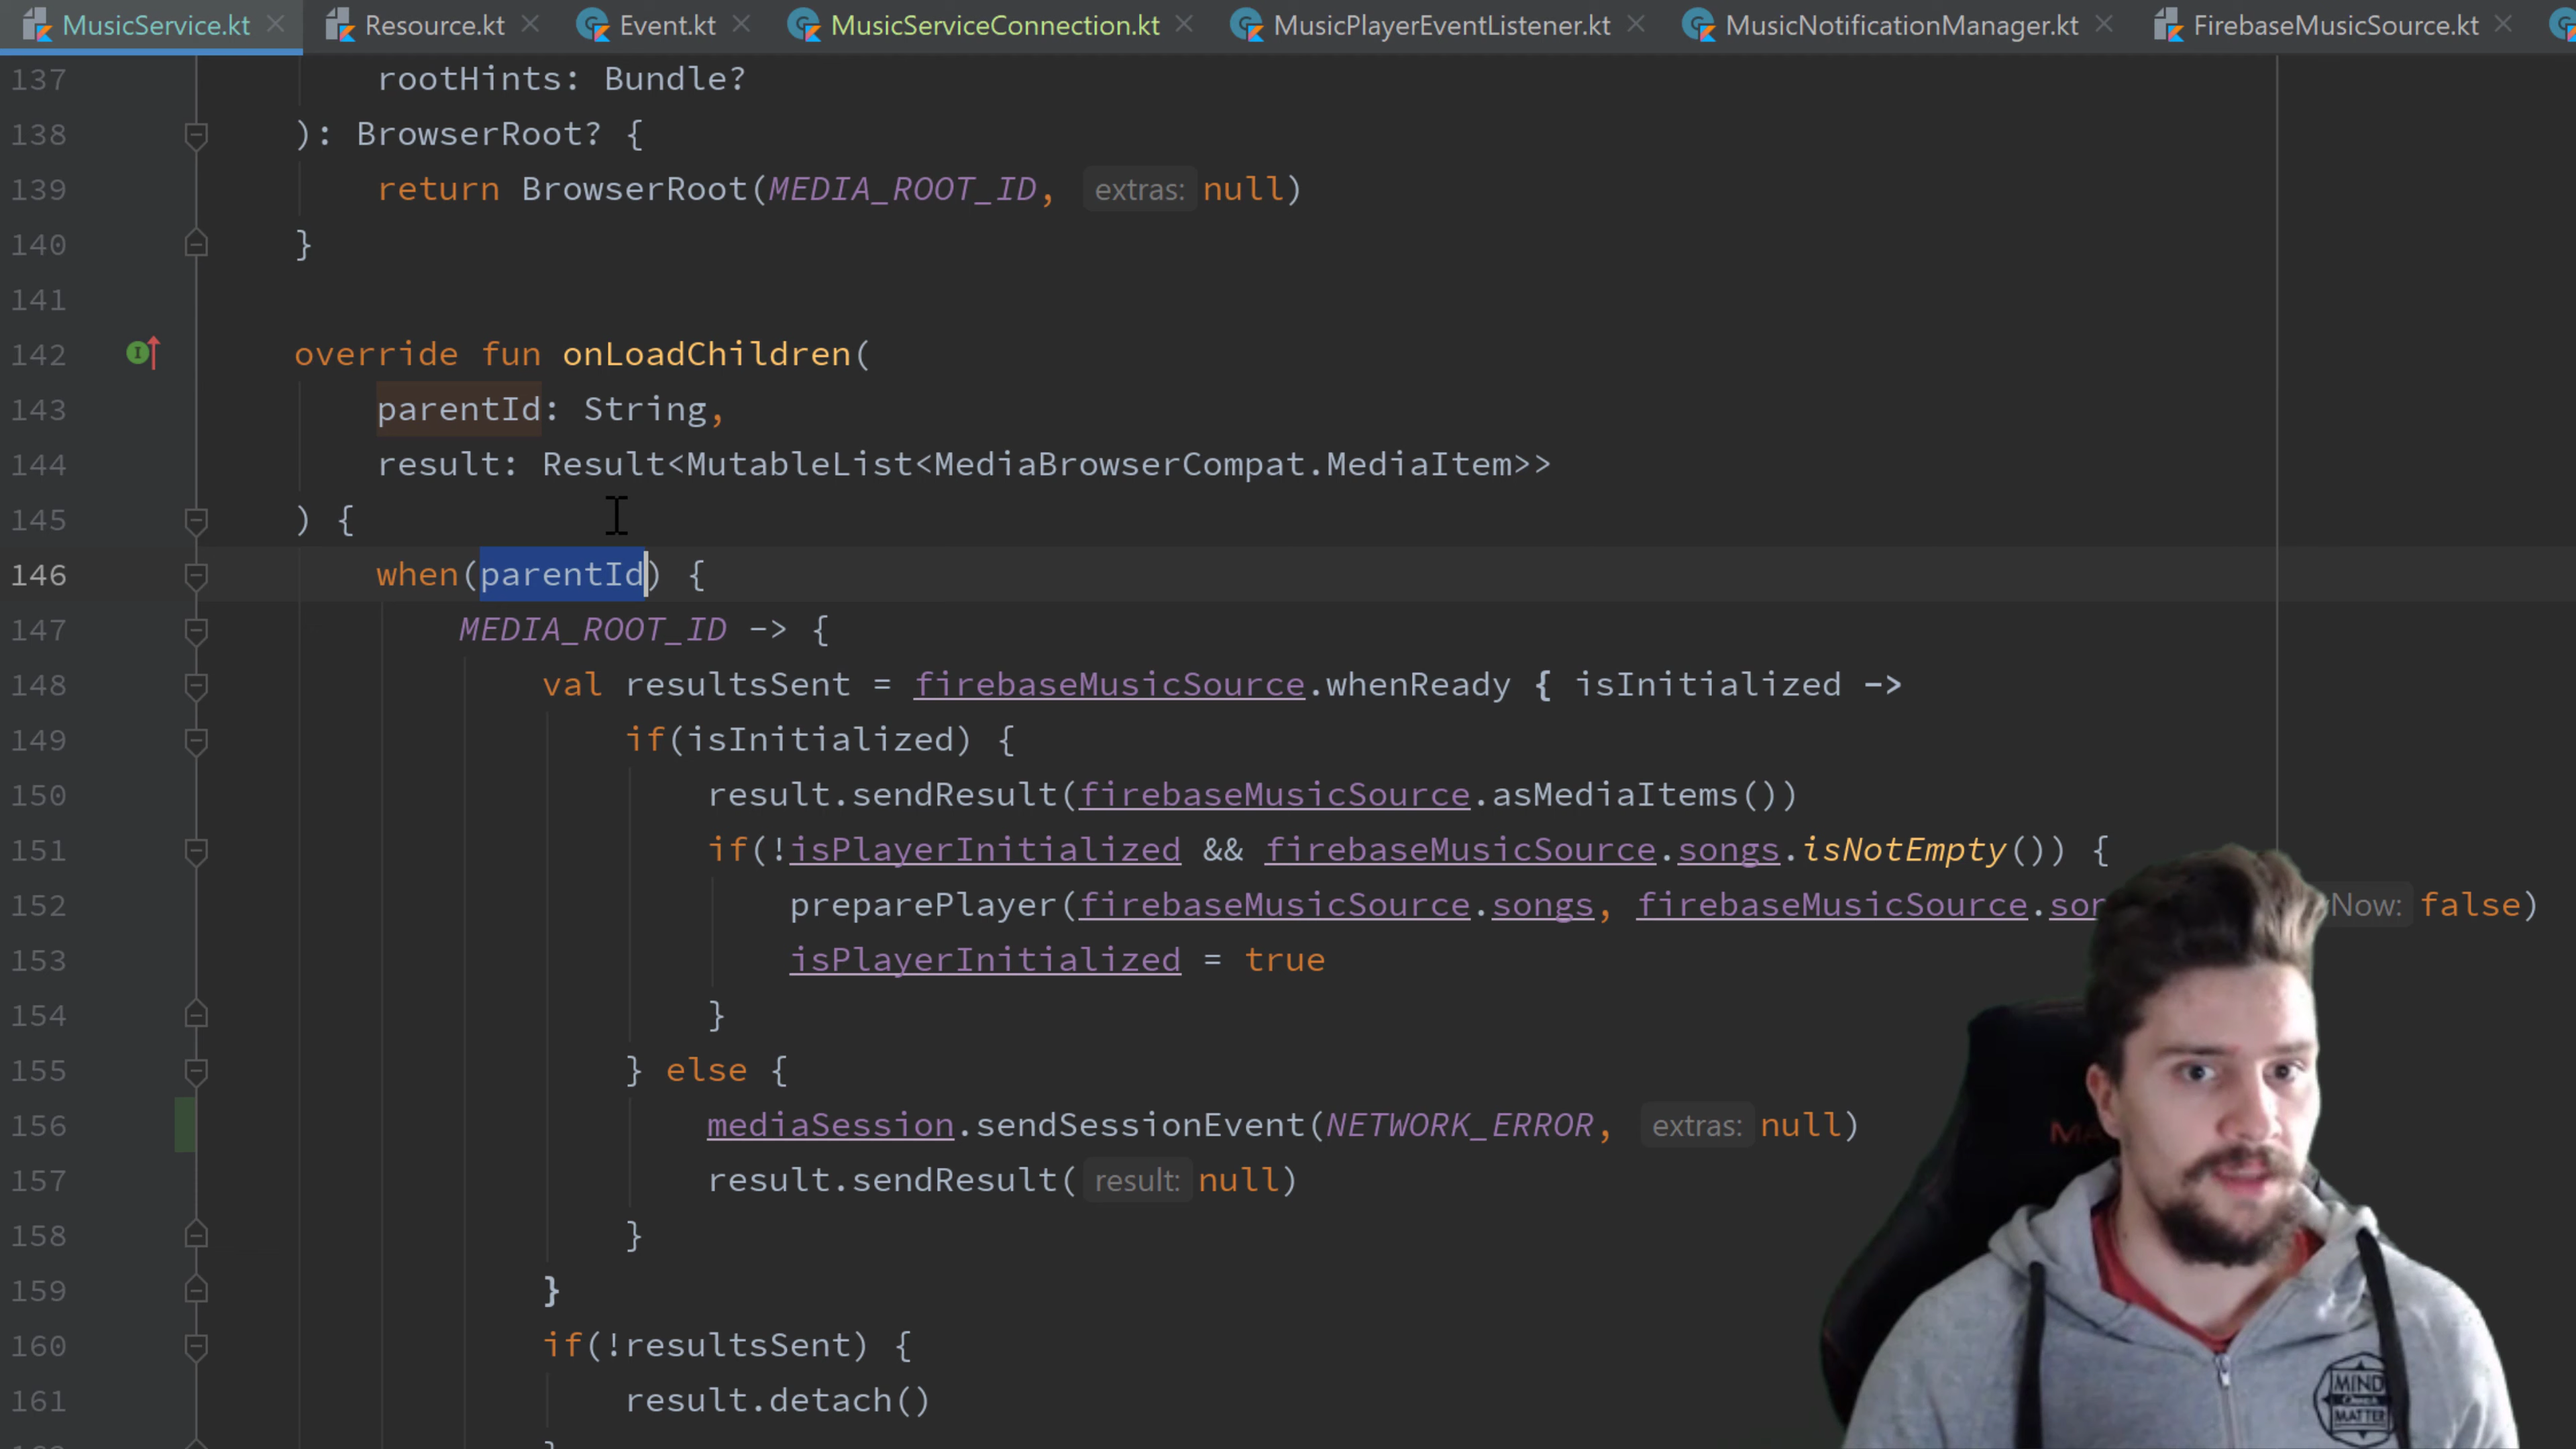 MusicService.kt Resource.kt Event.kt MusicServiceConnection.kt MusicPlayerEventListener.kt MusicNotificationManager.kt FirebaseMusicSource.kt
137 rootHints: Bundle?
138 ): BrowserRoot? {
139 return BrowserRoot(MEDIA_ROOT_ID, extras: null)
140 }
141
142 override fun onLoadChildren(
143 parentId: String,
144 result: Result<MutableList<MediaBrowserCompat.MediaItem>>
145 ) {
146 when(parentId) {
147 MEDIA_ROOT_ID -> {
148 val resultsSent = firebaseMusicSource.whenReady { isInitialized ->
149 if(isInitialized) {
150 result.sendResult(firebaseMusicSource.asMediaItems())
151 if(!isPlayerInitialized && firebaseMusicSource.songs.isNotEmpty()) {
152 preparePlayer(firebaseMusicSource.songs, firebaseMusicSource. Now: false)
153 isPlayerInitialized = true
154 }
155 } else {
156 mediaSession.sendSessionEvent(NETWORK_ERROR, extras: null)
157 result.sendResult( result: null)
158 }
159 }
160 if(!resultsSent) {
161 result.detach()
MIND
MATTER